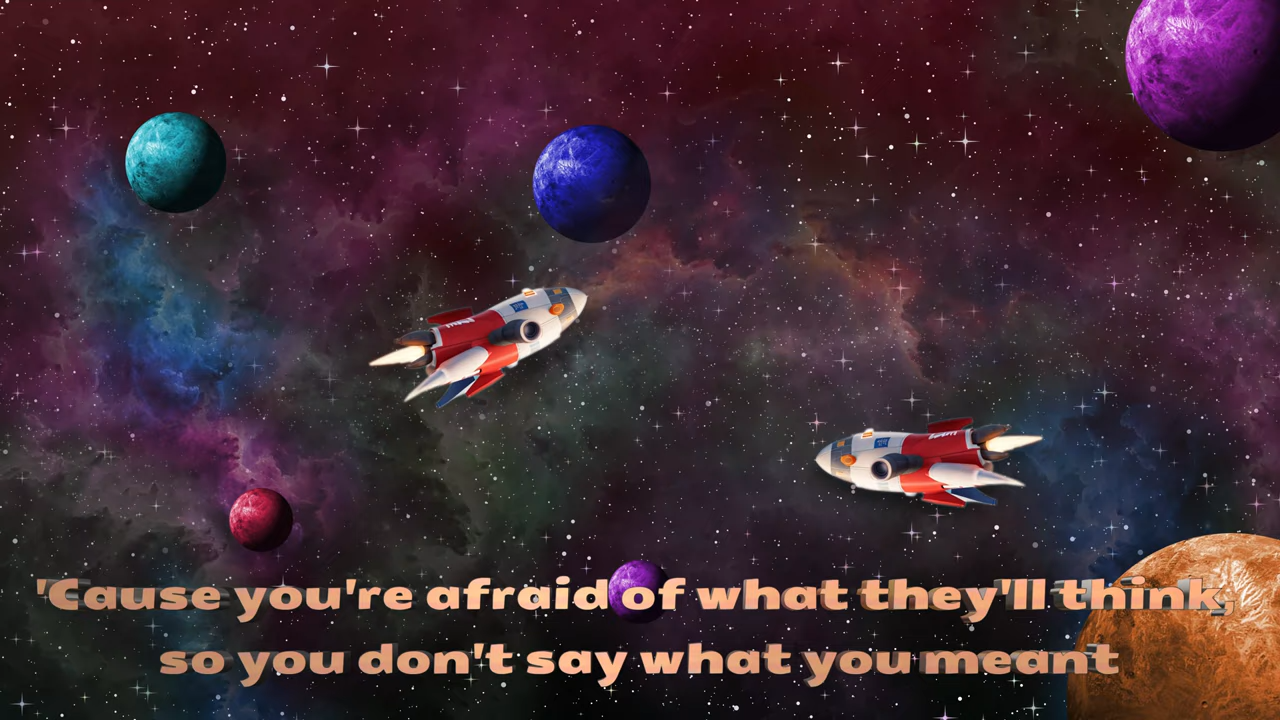 'Cause you're afraid of what they'll think,
so you don't say what you meant